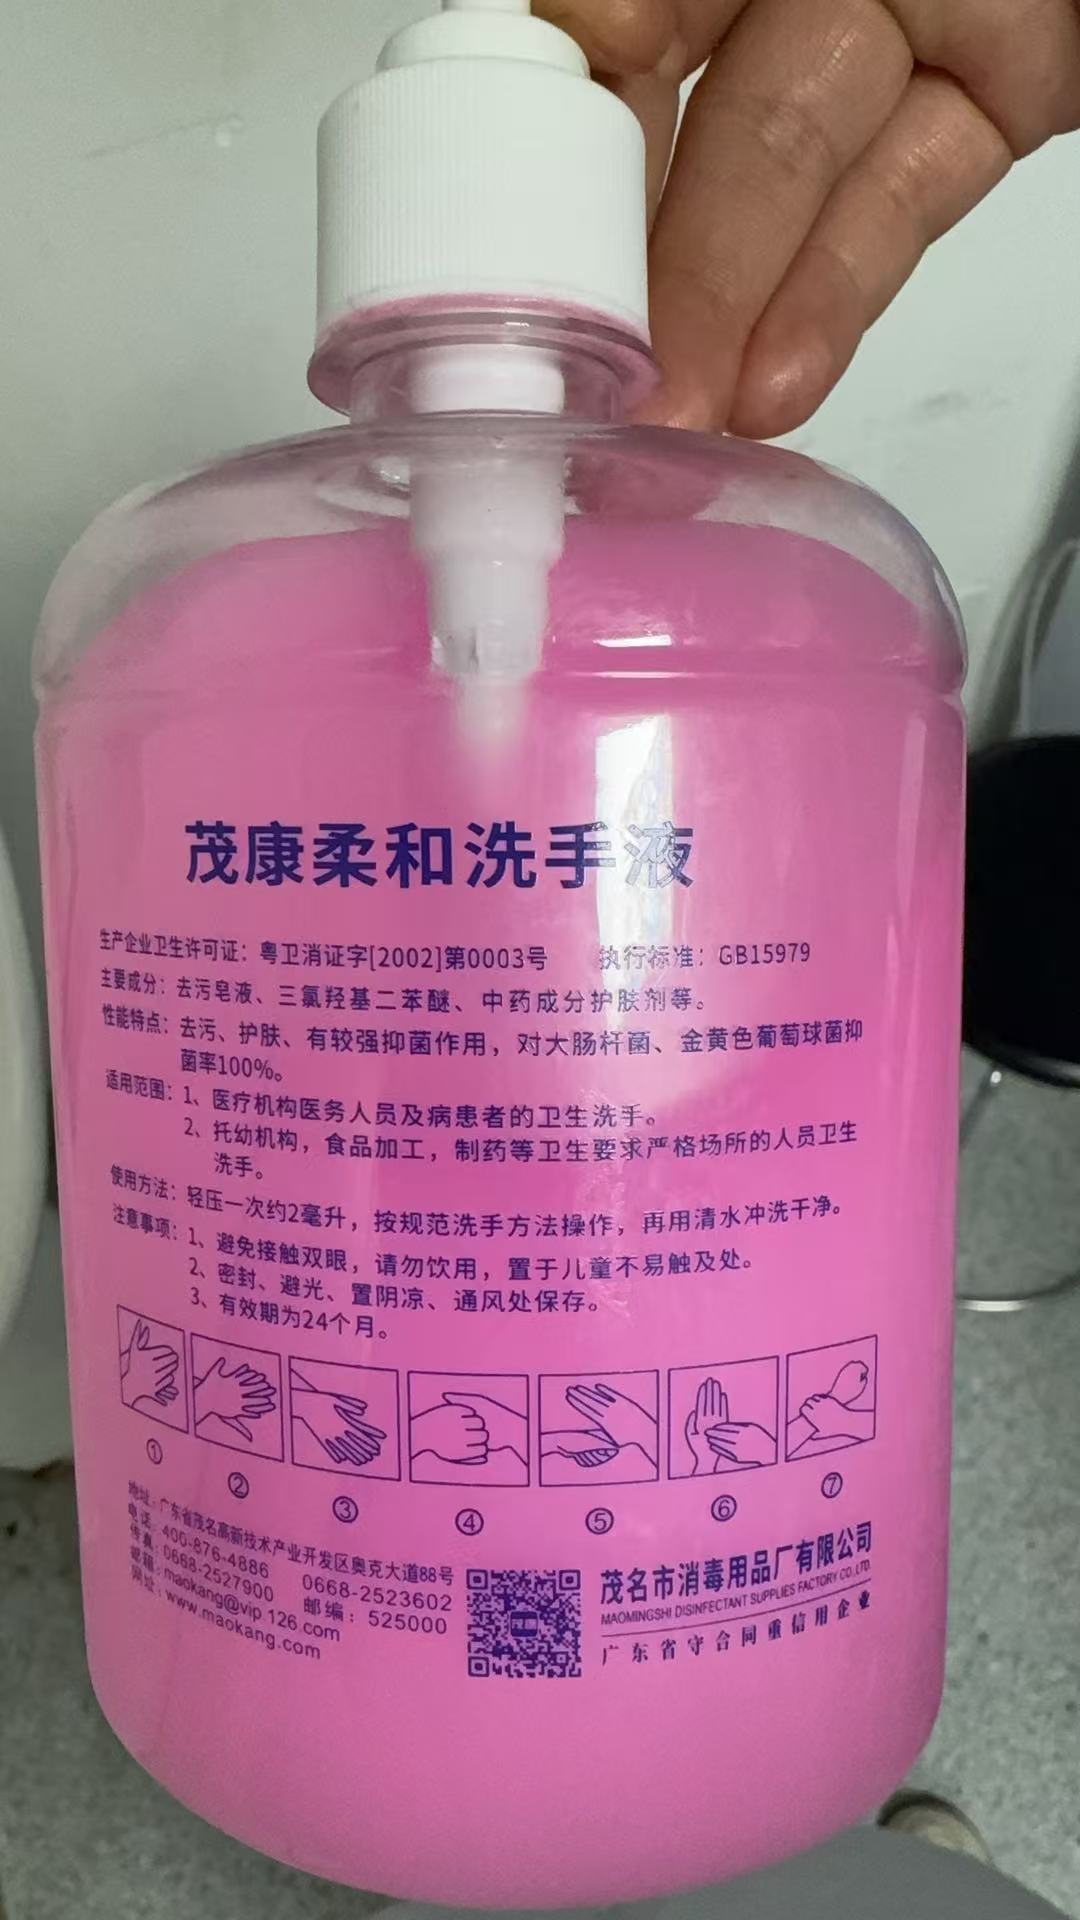 茂康柔和洗手液
生产企业卫生许可证：粤卫消证字[2002]第0003号 执行标准：GB15979
主要成分：去污皂液、三氯羟基二苯醚、中药成分护肤剂等。
性能特点：去污、护肤、有较强抑菌作用，对大肠杆菌、金黄色葡萄球菌抑
菌率100%。
适用范围：1、医疗机构医务人员及病患者的卫生洗手。
2、托幼机构，食品加工，制药等卫生要求严格场所的人员卫生
洗手。
使用方法：轻压一次约2毫升，按规范洗手方法操作，再用清水冲洗干净。
注意事项：1、避免接触双眼，请勿饮用，置于儿童不易触及处。
2、密封、避光、置阴凉、通风处保存。
3、有效期为24个月。
① ② ③ ④ ⑤ ⑥ ⑦
地址：广东省茂名高新技术产业开发区奥克大道88号
电话：400-876-4886 0668-2523602
传真：0668-2527900 邮编：525000
邮箱：maokang@vip.126.com
网址：www.maokang.com
茂名市消毒用品厂有限公司
MAOMINGSHI DISINFECTANT SUPPLIES FACTORY CO.,LTD.
广东省守合同重信用企业